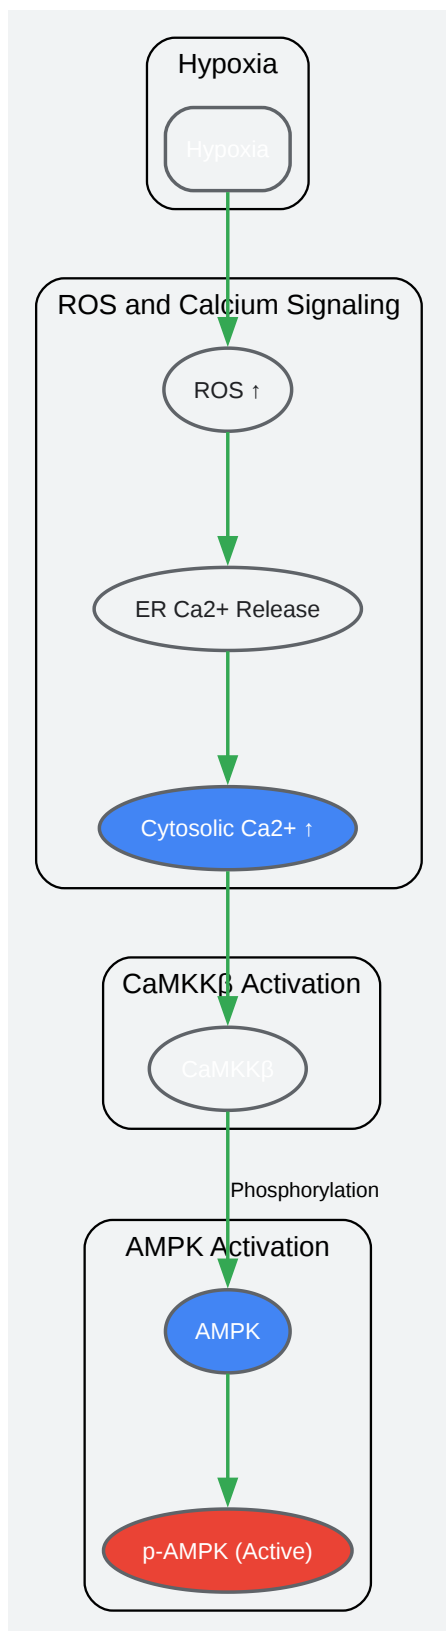 Hypoxia
Hypoxia
ROS and Calcium Signaling
ROS ↑
ER Ca2+ Release
Cytosolic Ca2+ ↑
CaMKKβ Activation
CaMKKβ
Phosphorylation
AMPK Activation
AMPK
p-AMPK (Active)